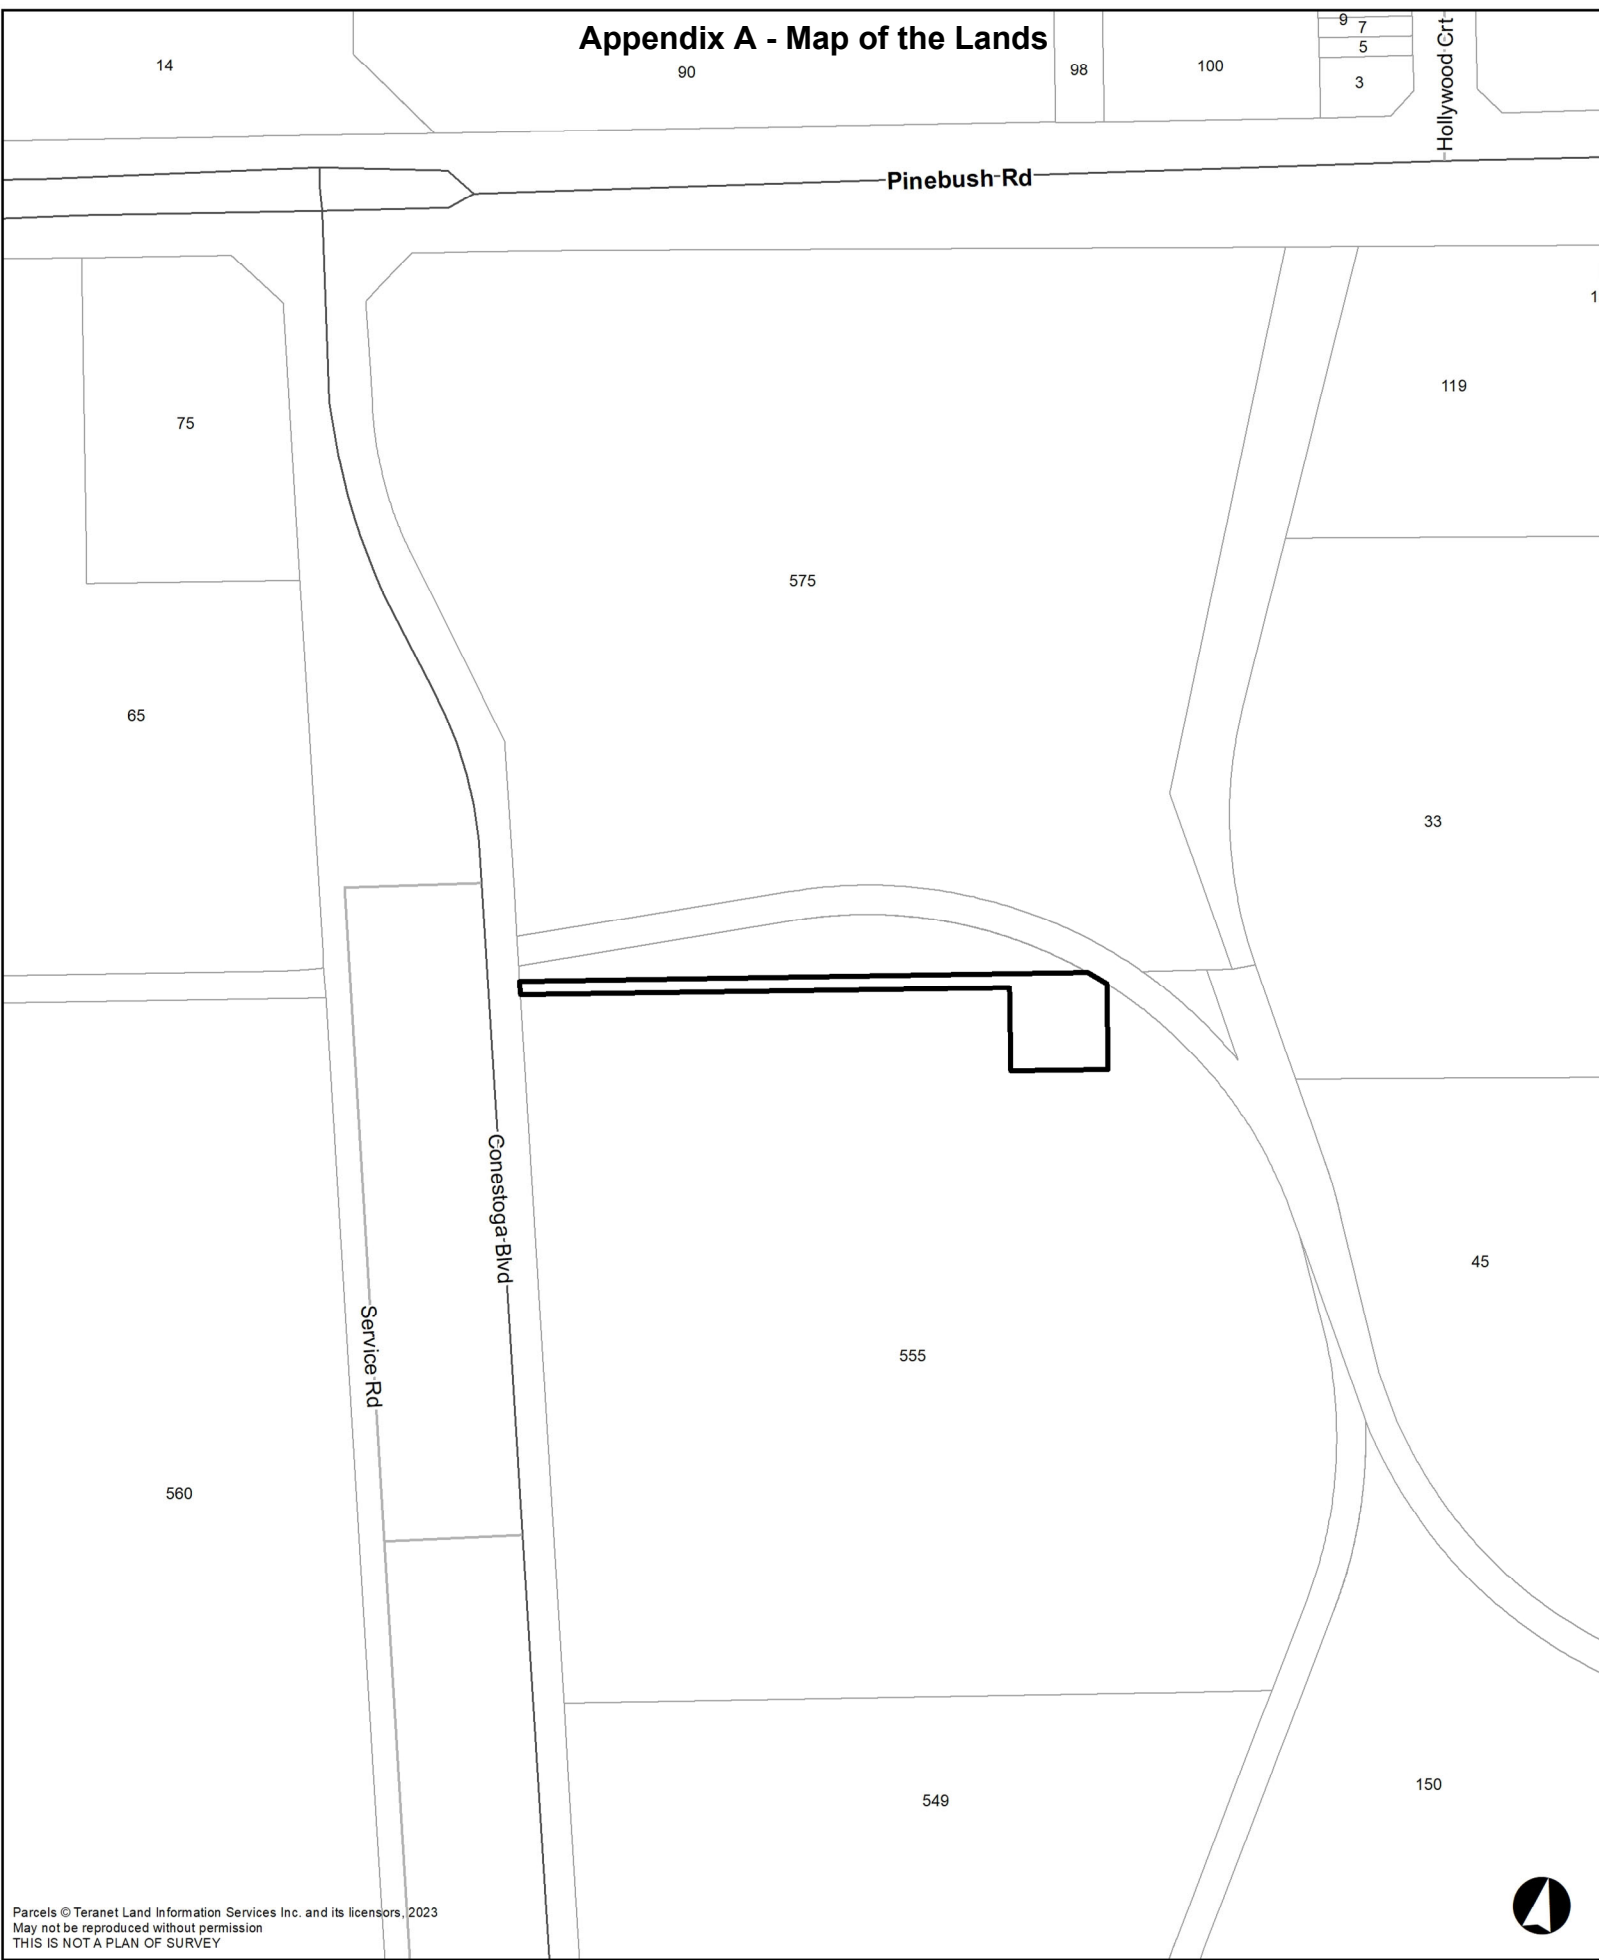 Appendix A - Map of the Lands
9
7
5
3
14
90
98
100
Hollywood Crt
Pinebush Rd
1
119
75
575
65
33
Conestoga Blvd
45
Service Rd
555
560
549
150
Parcels © Teranet Land Information Services Inc. and its licensors, 2023
May not be reproduced without permission
THIS IS NOT A PLAN OF SURVEY